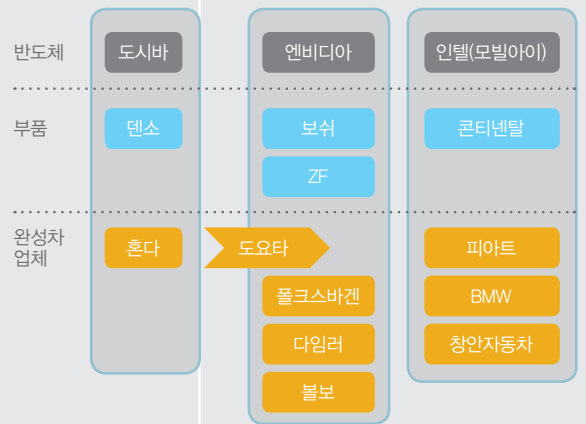 반도체
도시바
엔비디아
인텔(모빌아이)
부품
덴소
보쉬
콘티넨탈
ZF
완성차
업체
혼다
도요타
피아트
폴크스바겐
BMW
다임러
창안자동차
볼보